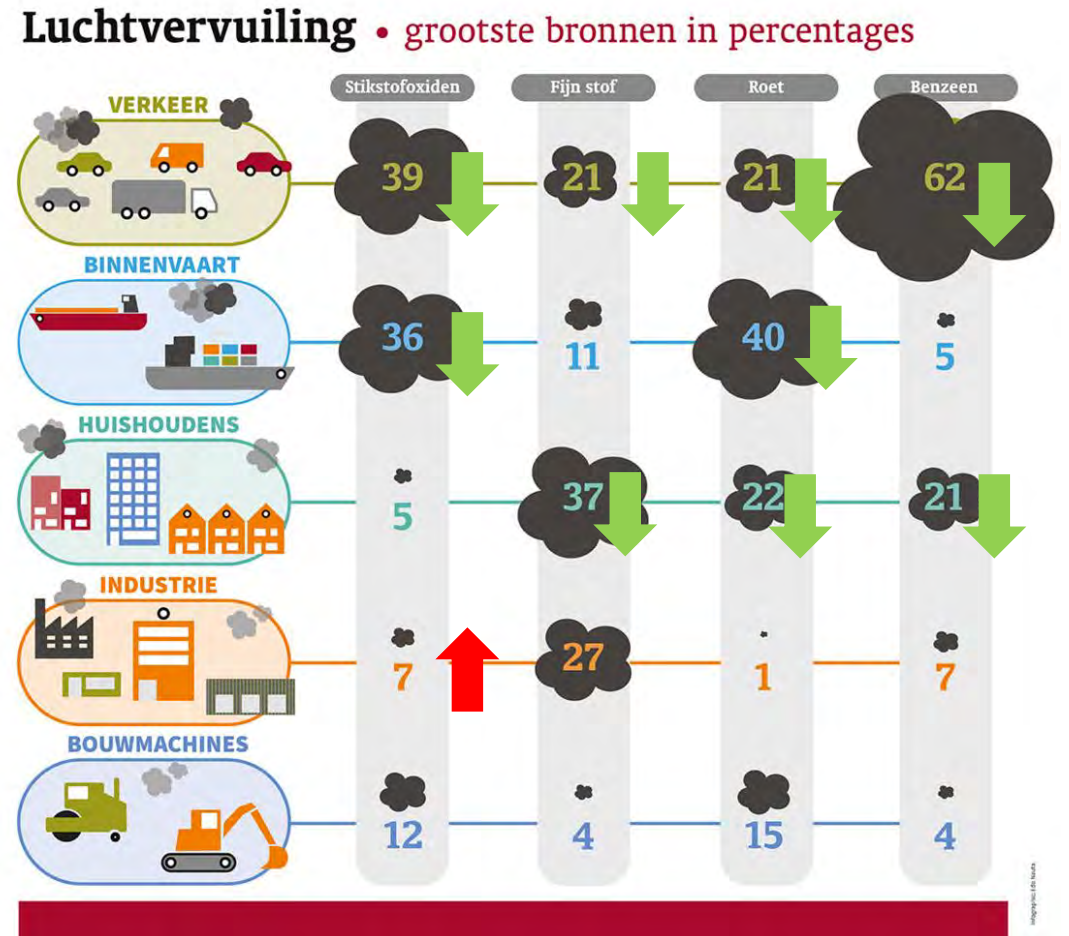 Luchtvervuiling • grootste bronnen in percentages
Stikstofoxiden Fijn stof Roet Benzeen
VERKEER
39 21 21 62
BINNENVAART
36 11 40 5
HUISHOUDENS
5 37 22 21
INDUSTRIE
7 27 1 7
BOUWMACHINES
12 4 15 4